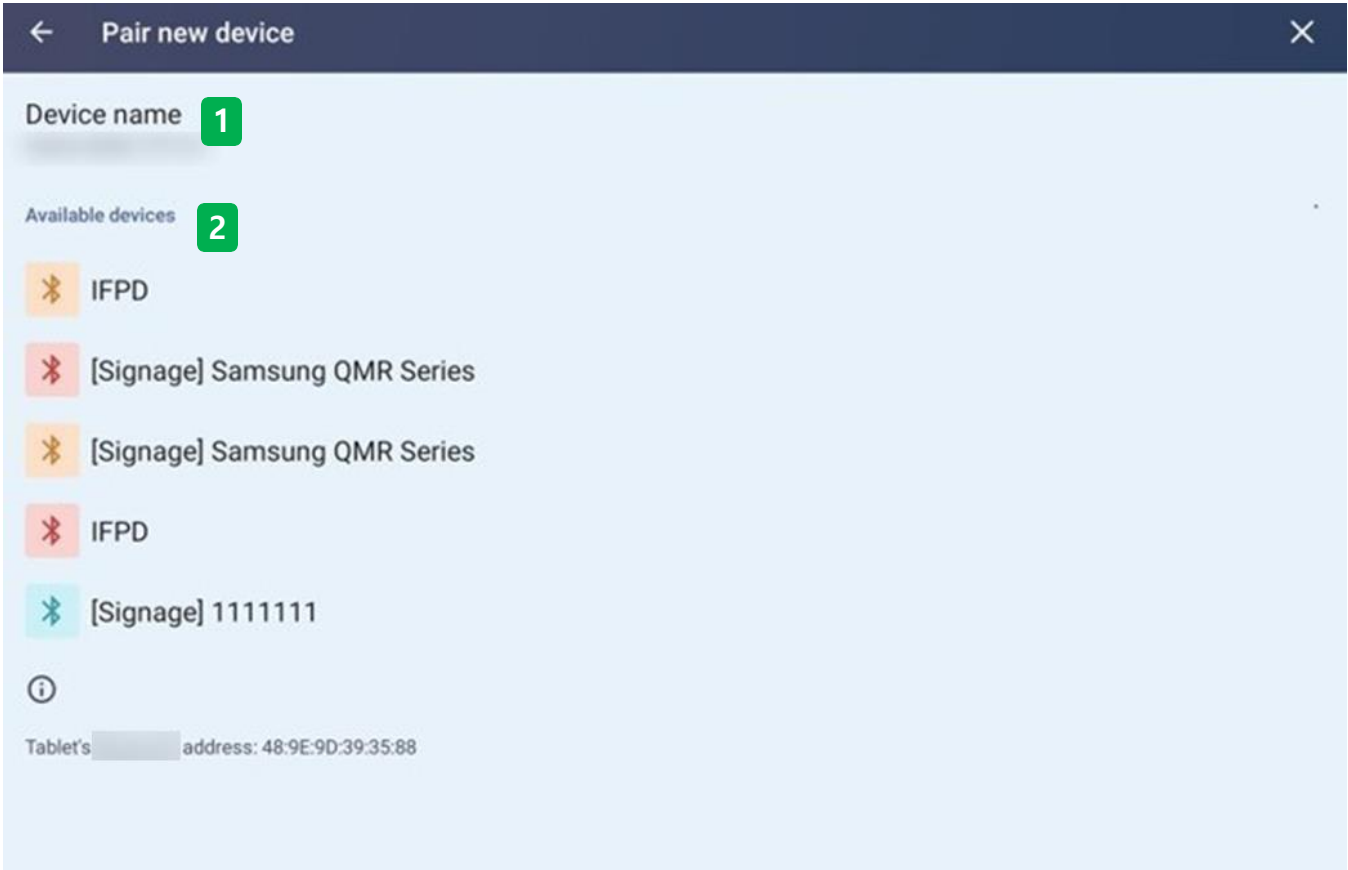 Pair new device
Device name
1
Available devices
2
IFPD
[Signage] Samsung QMR Series
[Signage] Samsung QMR Series
IFPD
[Signage] 1111111
Tablet's address: 48:9E:9D:39:35:88